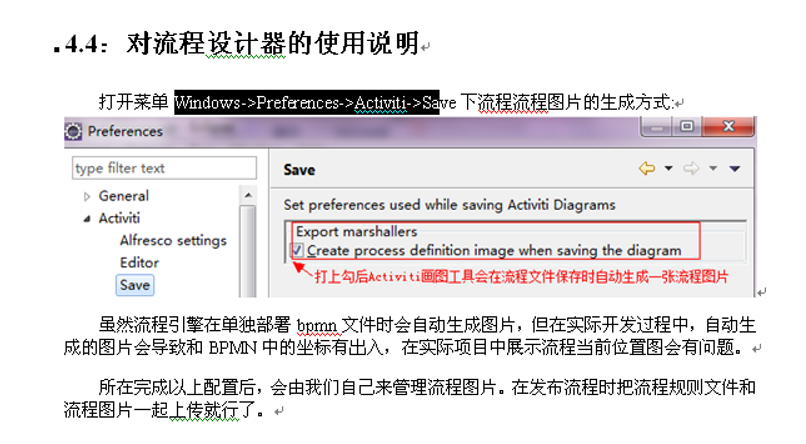 4.4：对流程设计器的使用说明
打开菜单 Windows->Preferences->Activiti->Save 下流程流程图片的生成方式:
Preferences
type filter text
Save
General
Set preferences used while saving Activiti Diagrams
Activiti
Export marshallers
Alfresco settings
Create process definition image when saving the diagram
Editor
Save
打上勾后Activiti画图工具会在流程文件保存时自动生成一张流程图片
虽然流程引擎在单独部署 bpmn 文件时会自动生成图片，但在实际开发过程中，自动生
成的图片会导致和 BPMN 中的坐标有出入，在实际项目中展示流程当前位置图会有问题。
所在完成以上配置后，会由我们自己来管理流程图片。在发布流程时把流程规则文件和
流程图片一起上传就行了。